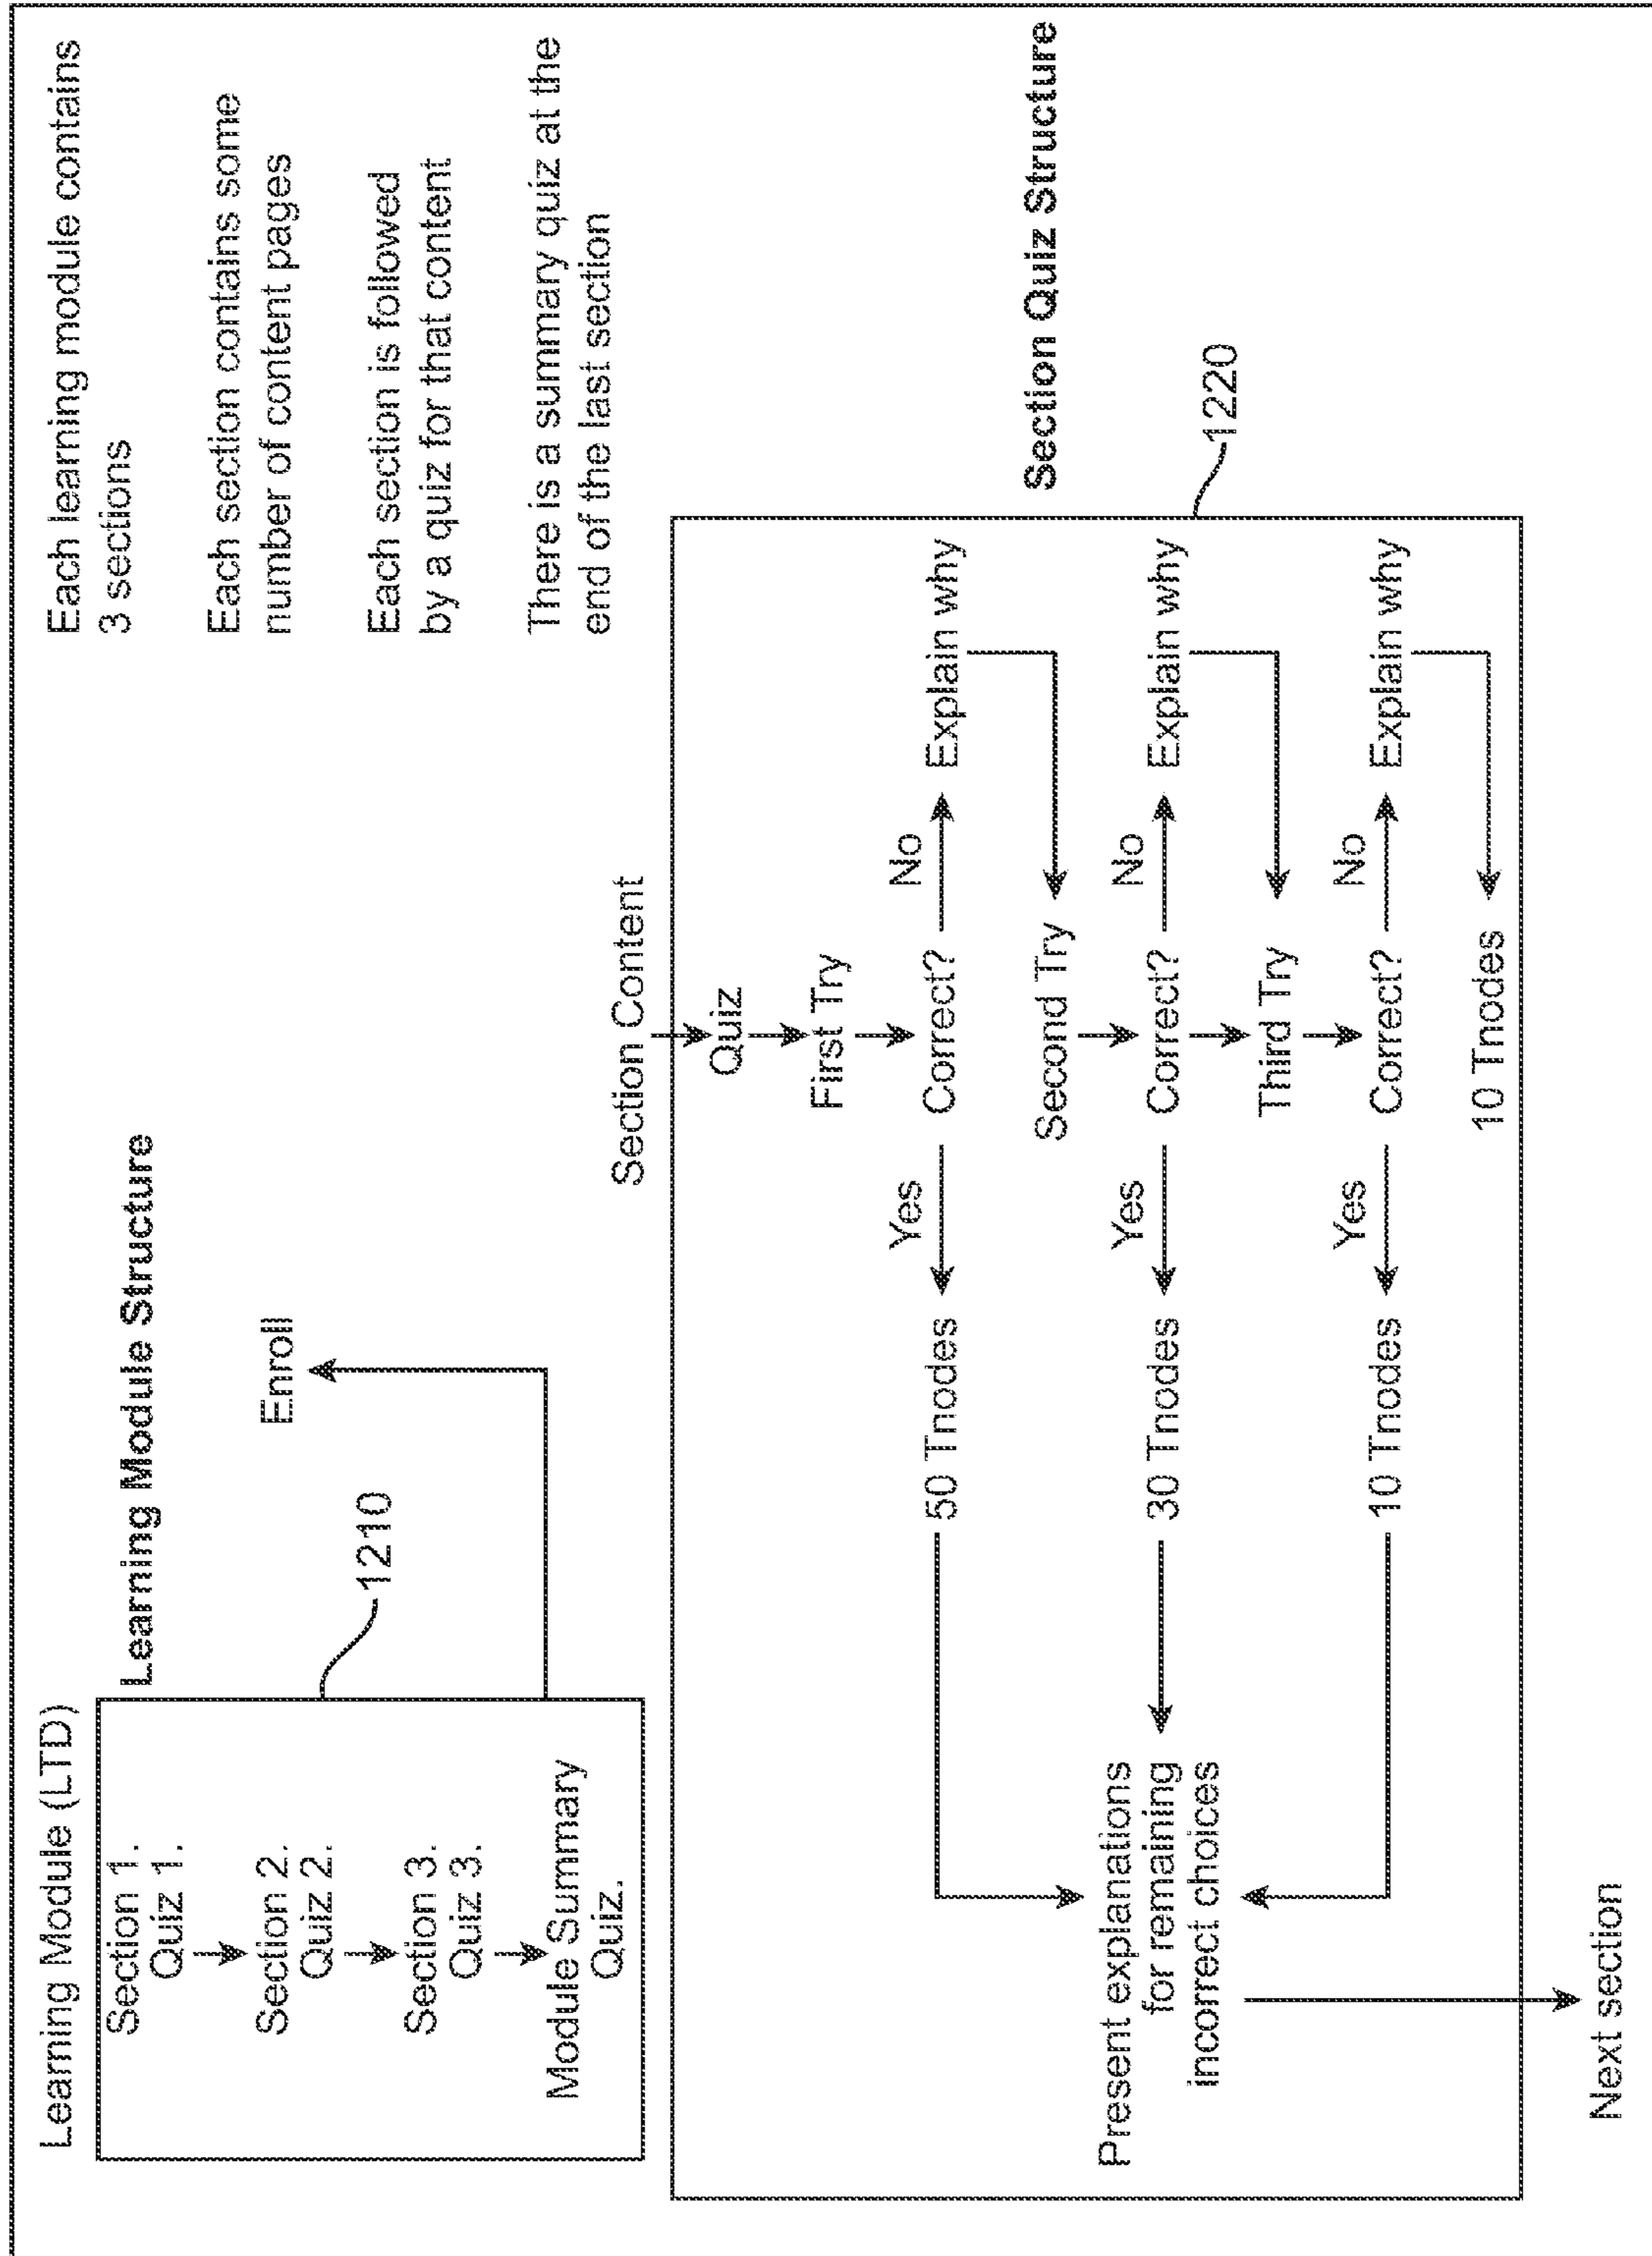 Learning Module (LTD)
Learning Module Structure
Section 1.
Quiz 1.
Section 2.
Quiz 2.
Section 3.
Quiz 3.
Module Summary
Quiz.
1210
Enroll
Each learning module contains
3 sections
Each section contains some
number of content pages
Each section is followed
by a quiz for that content
There is a summary quiz at the
end of the last section
Section Content
Section Quiz Structure
1220
Quiz
First Try
50 Tnodes
Yes
Correct?
No
Explain why
Second Try
Present explanations
for remaining
incorrect choices
30 Tnodes
Yes
Correct?
No
Explain why
Third Try
10 Tnodes
Yes
Correct?
No
Explain why
10 Tnodes
Next section